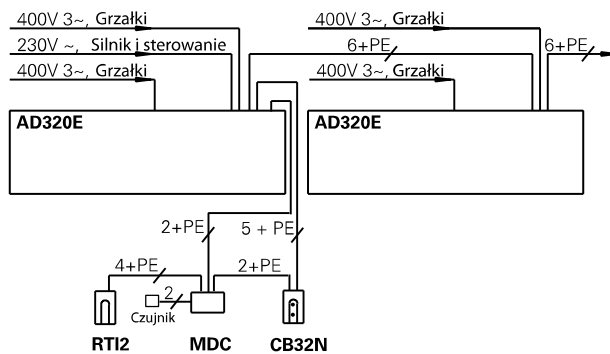 400V 3~, Grzałki
400V 3~, Grzałki
230V ~, Silnik i sterowanie
6+PE
6+PE
400V 3~, Grzałki
400V 3~, Grzałki
AD320E
AD320E
2+PE
5 + PE
4+PE
2+PE
2
Czujnik
RTI2
MDC
CB32N